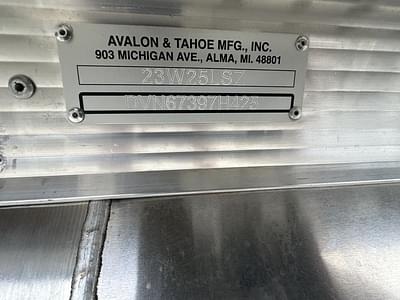 AVALON & TAHOE MFG., INC.
903 MICHIGAN AVE., ALMA, MI. 48801
23W25LSZ